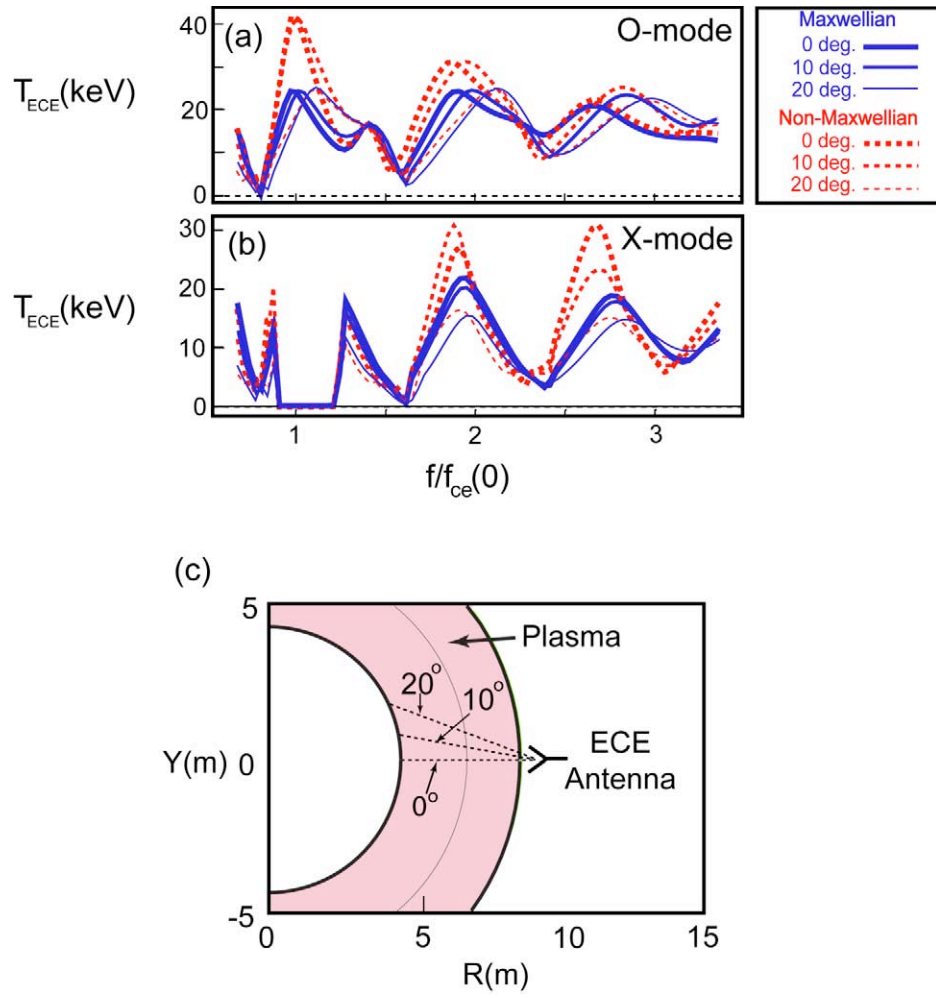 (a)
O-mode
T_ECE(keV)
40
20
0
(b)
X-mode
T_ECE(keV)
30
20
10
0
1
2
3
f/f_ce(0)
Maxwellian
0 deg.
10 deg.
20 deg.
Non-Maxwellian
0 deg.
10 deg.
20 deg.
(c)
5
Plasma
20°
10°
Y(m)
0
0°
ECE
Antenna
-5
0
5
10
15
R(m)